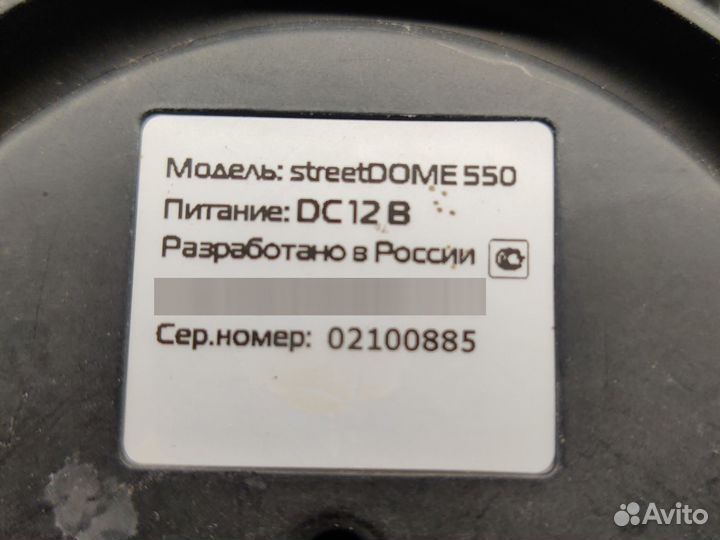 Модель: streetDOME 550
Питание: DC 12 В
Разработано в России
Сер.номер: 02100885
Avito